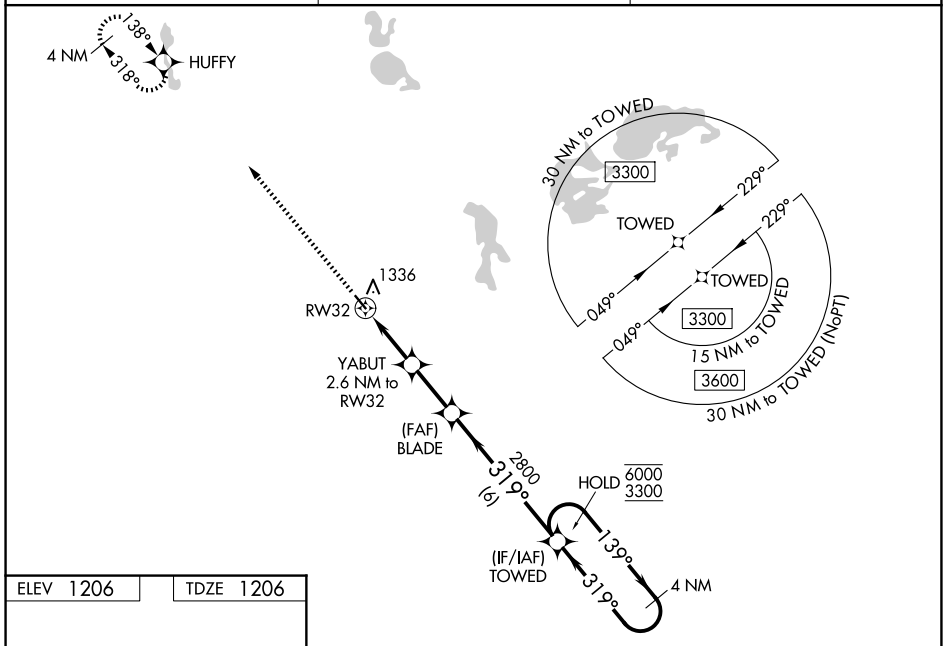 138°
4 NM
318°
HUFFY
30 NM to TOWED
3300
229°
TOWED
049°
229°
TOWED
049°
3300
15 NM to TOWED
3600
30 NM to TOWED (NoPT)
1336
RW32
YABUT
2.6 NM to
RW32
(FAF)
BLADE
2800
319°
(6)
HOLD 6000
3300
139°
(IF/IAF)
TOWED
319°
4 NM
ELEV 1206
TDZE 1206